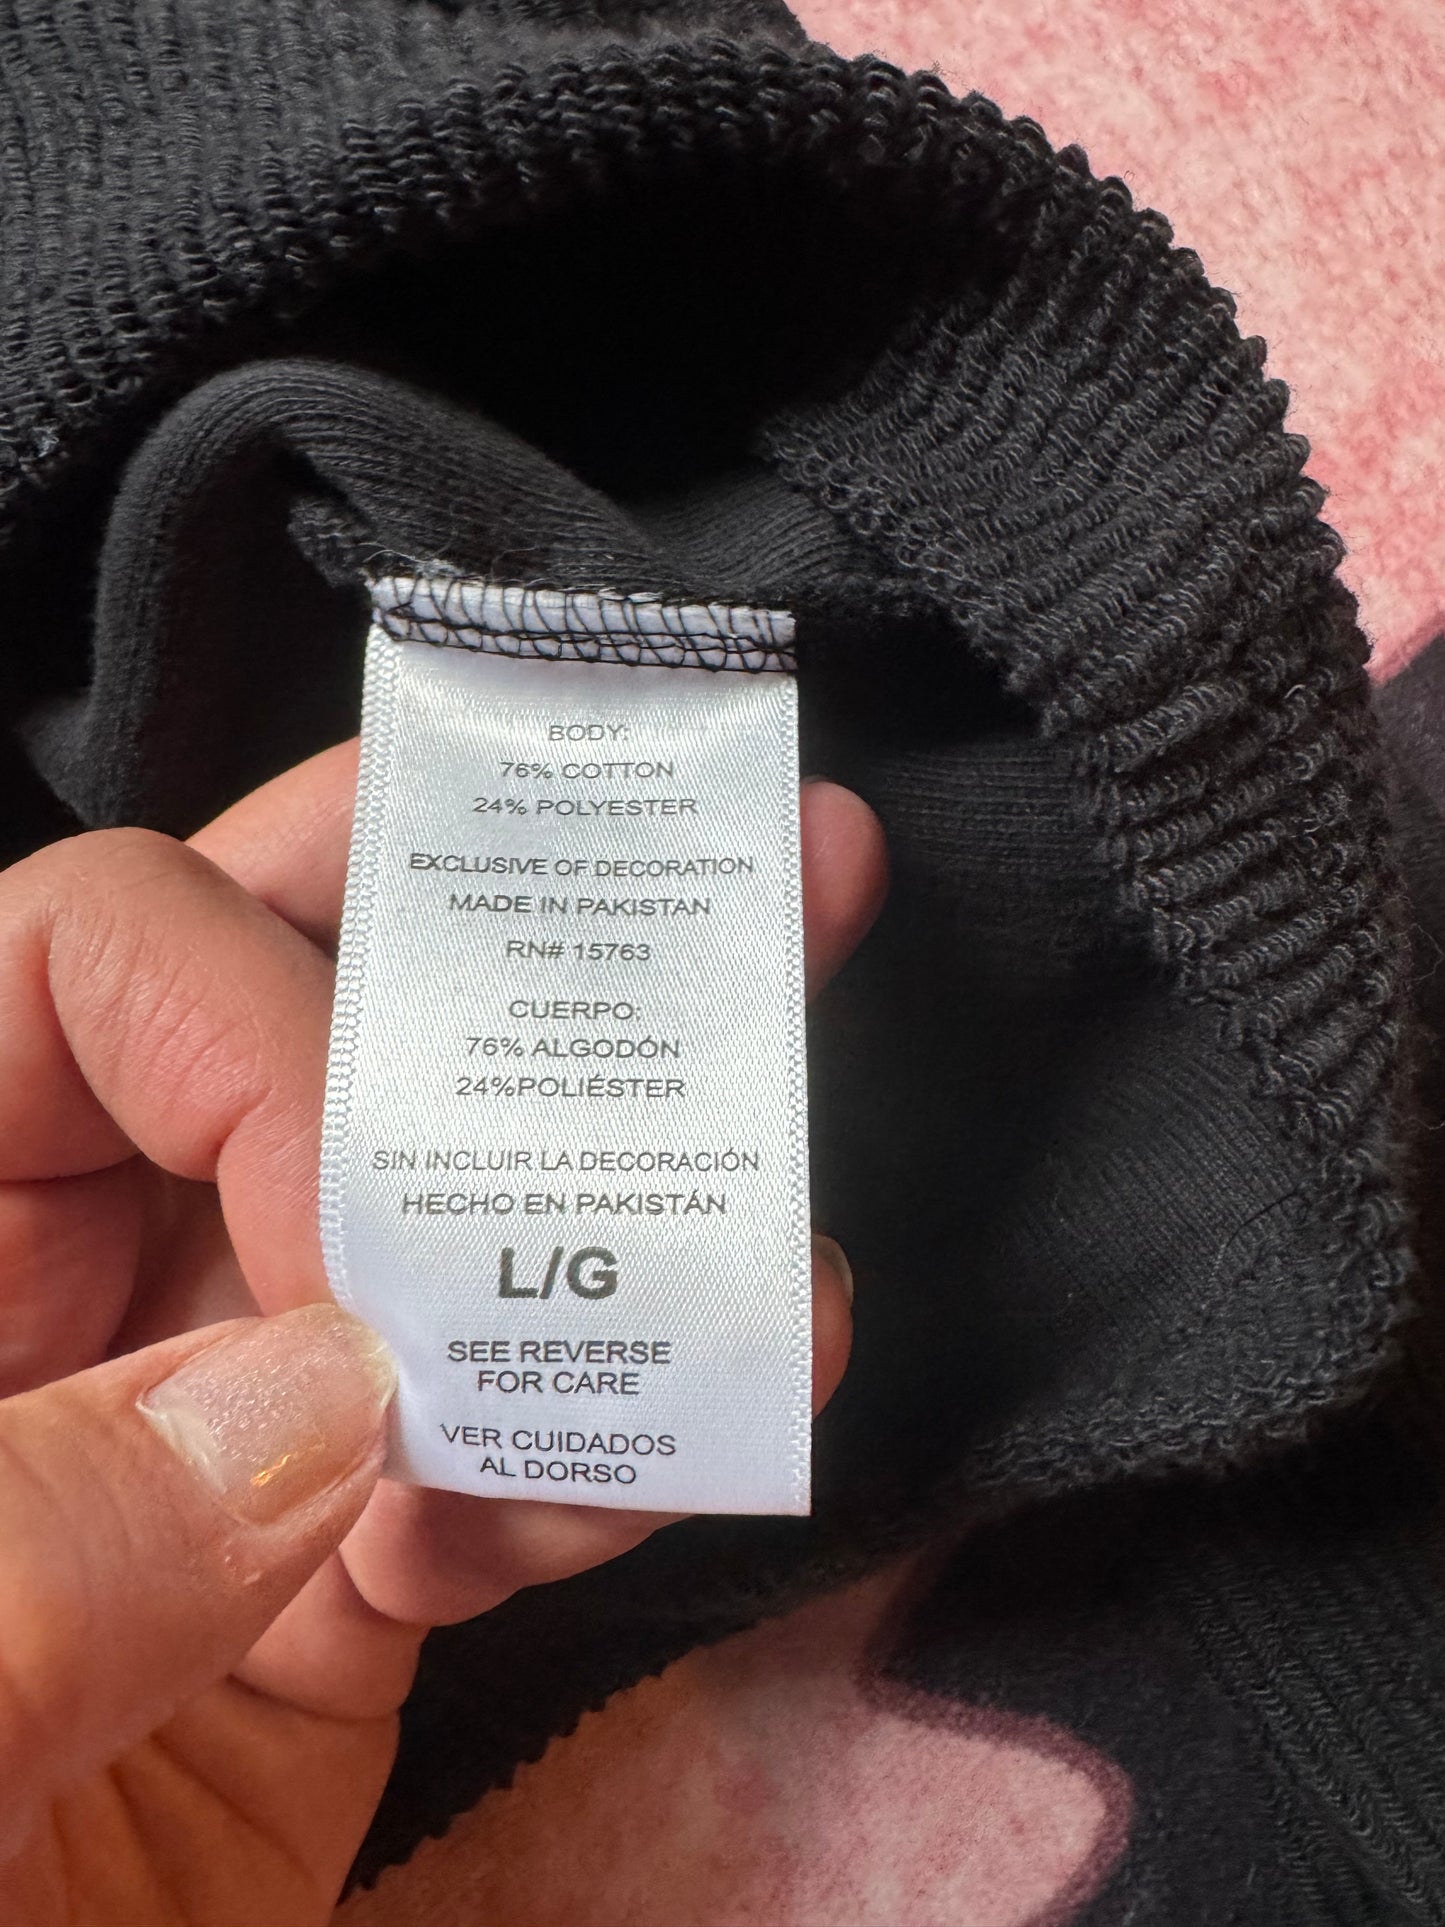 BODY:
76% COTTON
24% POLYESTER
EXCLUSIVE OF DECORATION
MADE IN PAKISTAN
RN# 15763
CUERPO:
76% ALGODÓN
24%POLIÉSTER
SIN INCLUIR LA DECORACIÓN
HECHO EN PAKISTÁN
L/G
SEE REVERSE
FOR CARE
VER CUIDADOS
AL DORSO